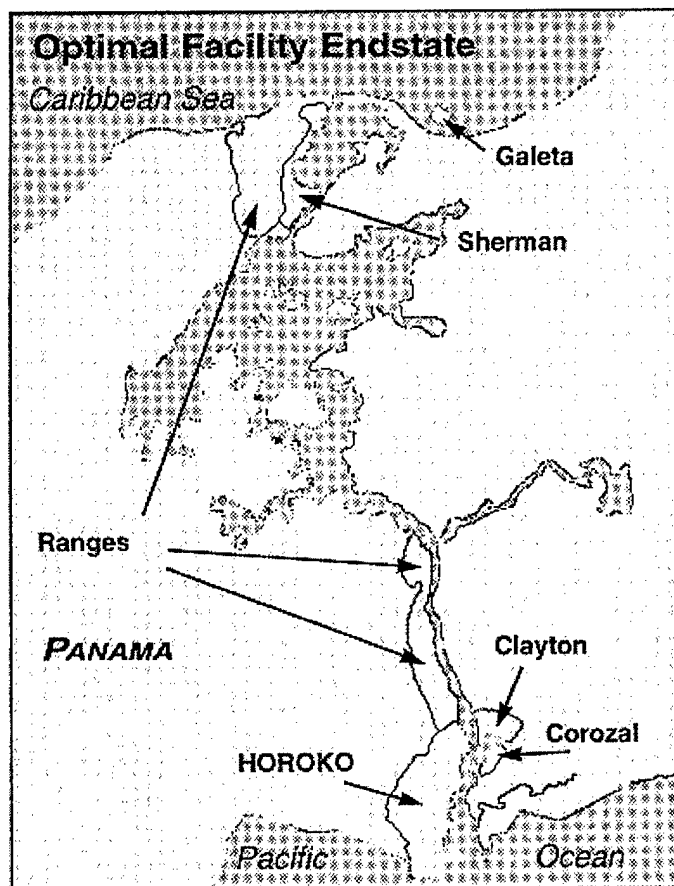 Optimal Facility Endstate
Caribbean Sea
Galeta
Sherman
Ranges
PANAMA
Clayton
Corozal
HOROKO
Pacific Ocean